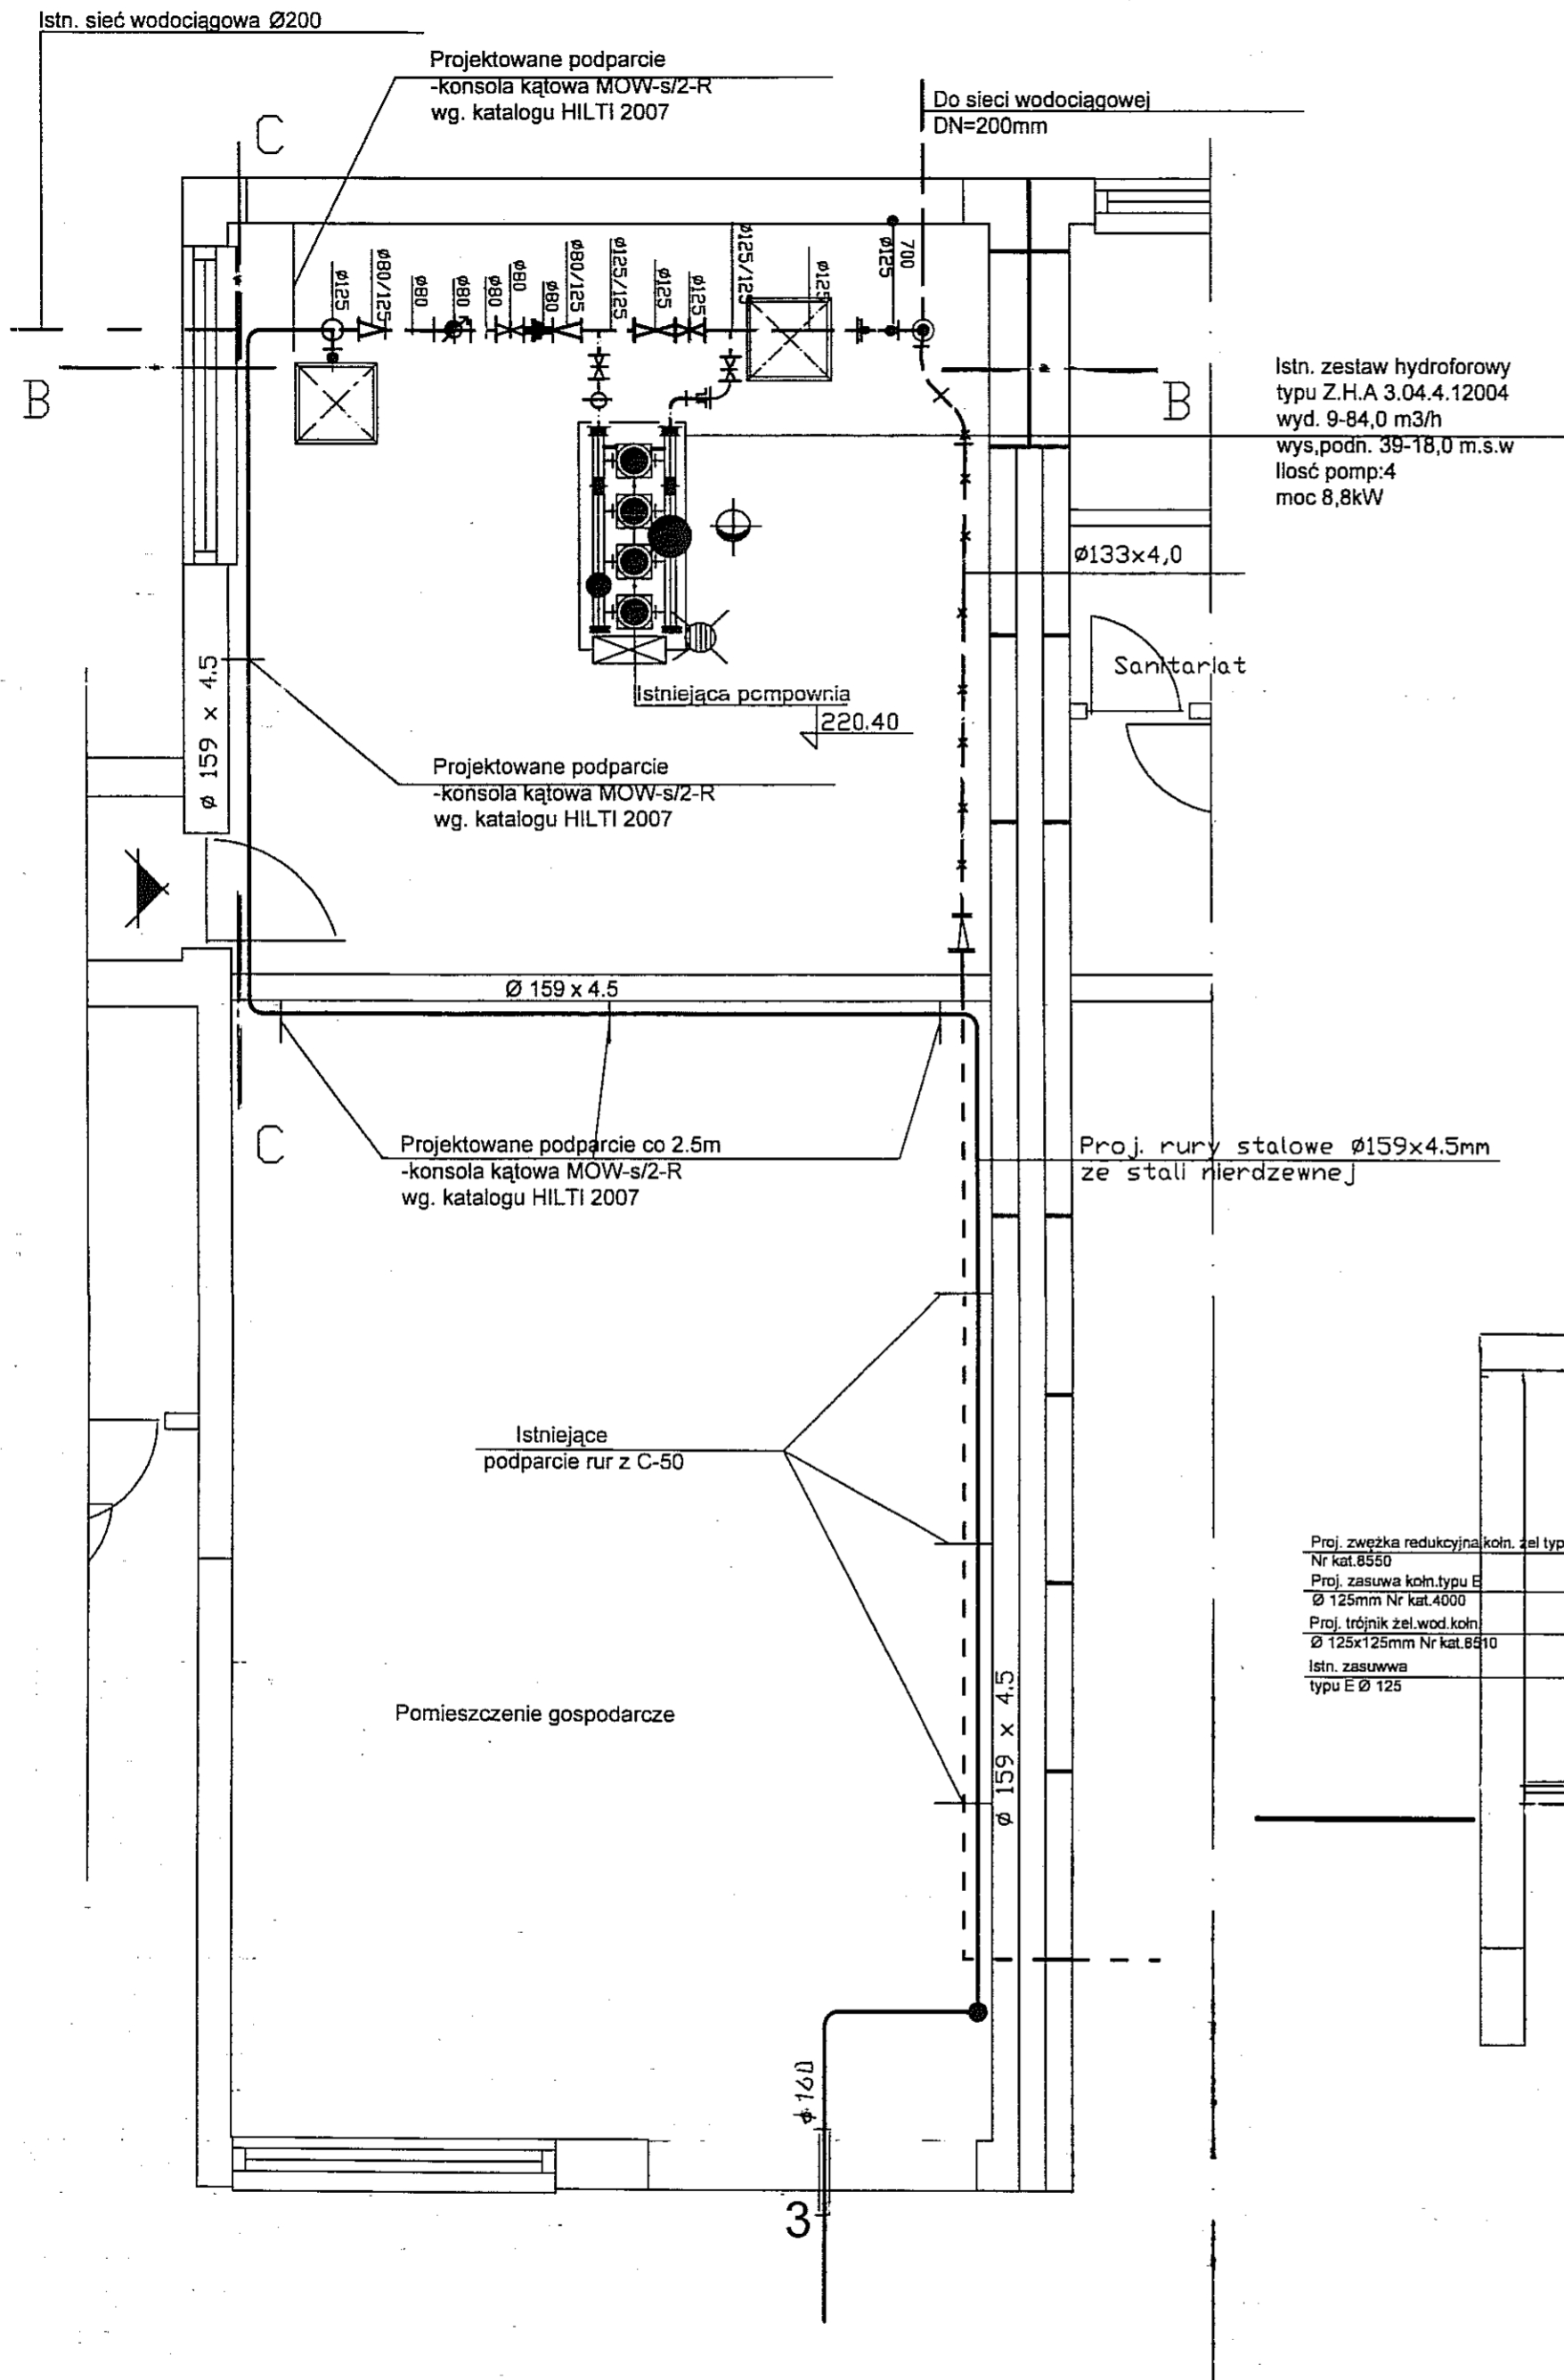 Istn. sieć wodociągowa Ø200
Projektowane podparcie
-konsola kątowa MOW-s/2-R
wg. katalogu HILTI 2007
Do sieci wodociągowej
DN=200mm
C
ø125
ø80/125
ø80
ø80
ø80
ø80
ø80
ø80/125
ø125/125
ø125
ø125
ø125/125
ø125
ø125
700
B
B
Istn. zestaw hydroforowy
typu Z.H.A 3.04.4.12004
wyd. 9-84,0 m3/h
wys,podn. 39-18,0 m.s.w
Ilosć pomp:4
moc 8,8kW
Ø133x4,0
Sanitariat
Istniejąca pompownia
220.40
ø 159 x 4.5
Projektowane podparcie
-konsola kątowa MOW-s/2-R
wg. katalogu HILTI 2007
Ø 159 x 4.5
C
Projektowane podparcie co 2.5m
-konsola kątowa MOW-s/2-R
wg. katalogu HILTI 2007
Proj. rury stalowe Ø159x4.5mm
ze stali nierdzewnej
Istniejące
podparcie rur z C-50
Proj. zwężka redukcyjna kołn. żel typ
Nr kat.8550
Proj. zasuwa kołn.typu E
Ø 125mm Nr kat.4000
Proj. trójnik żel.wod.kołn
Ø 125x125mm Nr kat.8510
Istn. zasuwwa
typu E Ø 125
Pomieszczenie gospodarcze
ø 159 x 4.5
ø 160
3